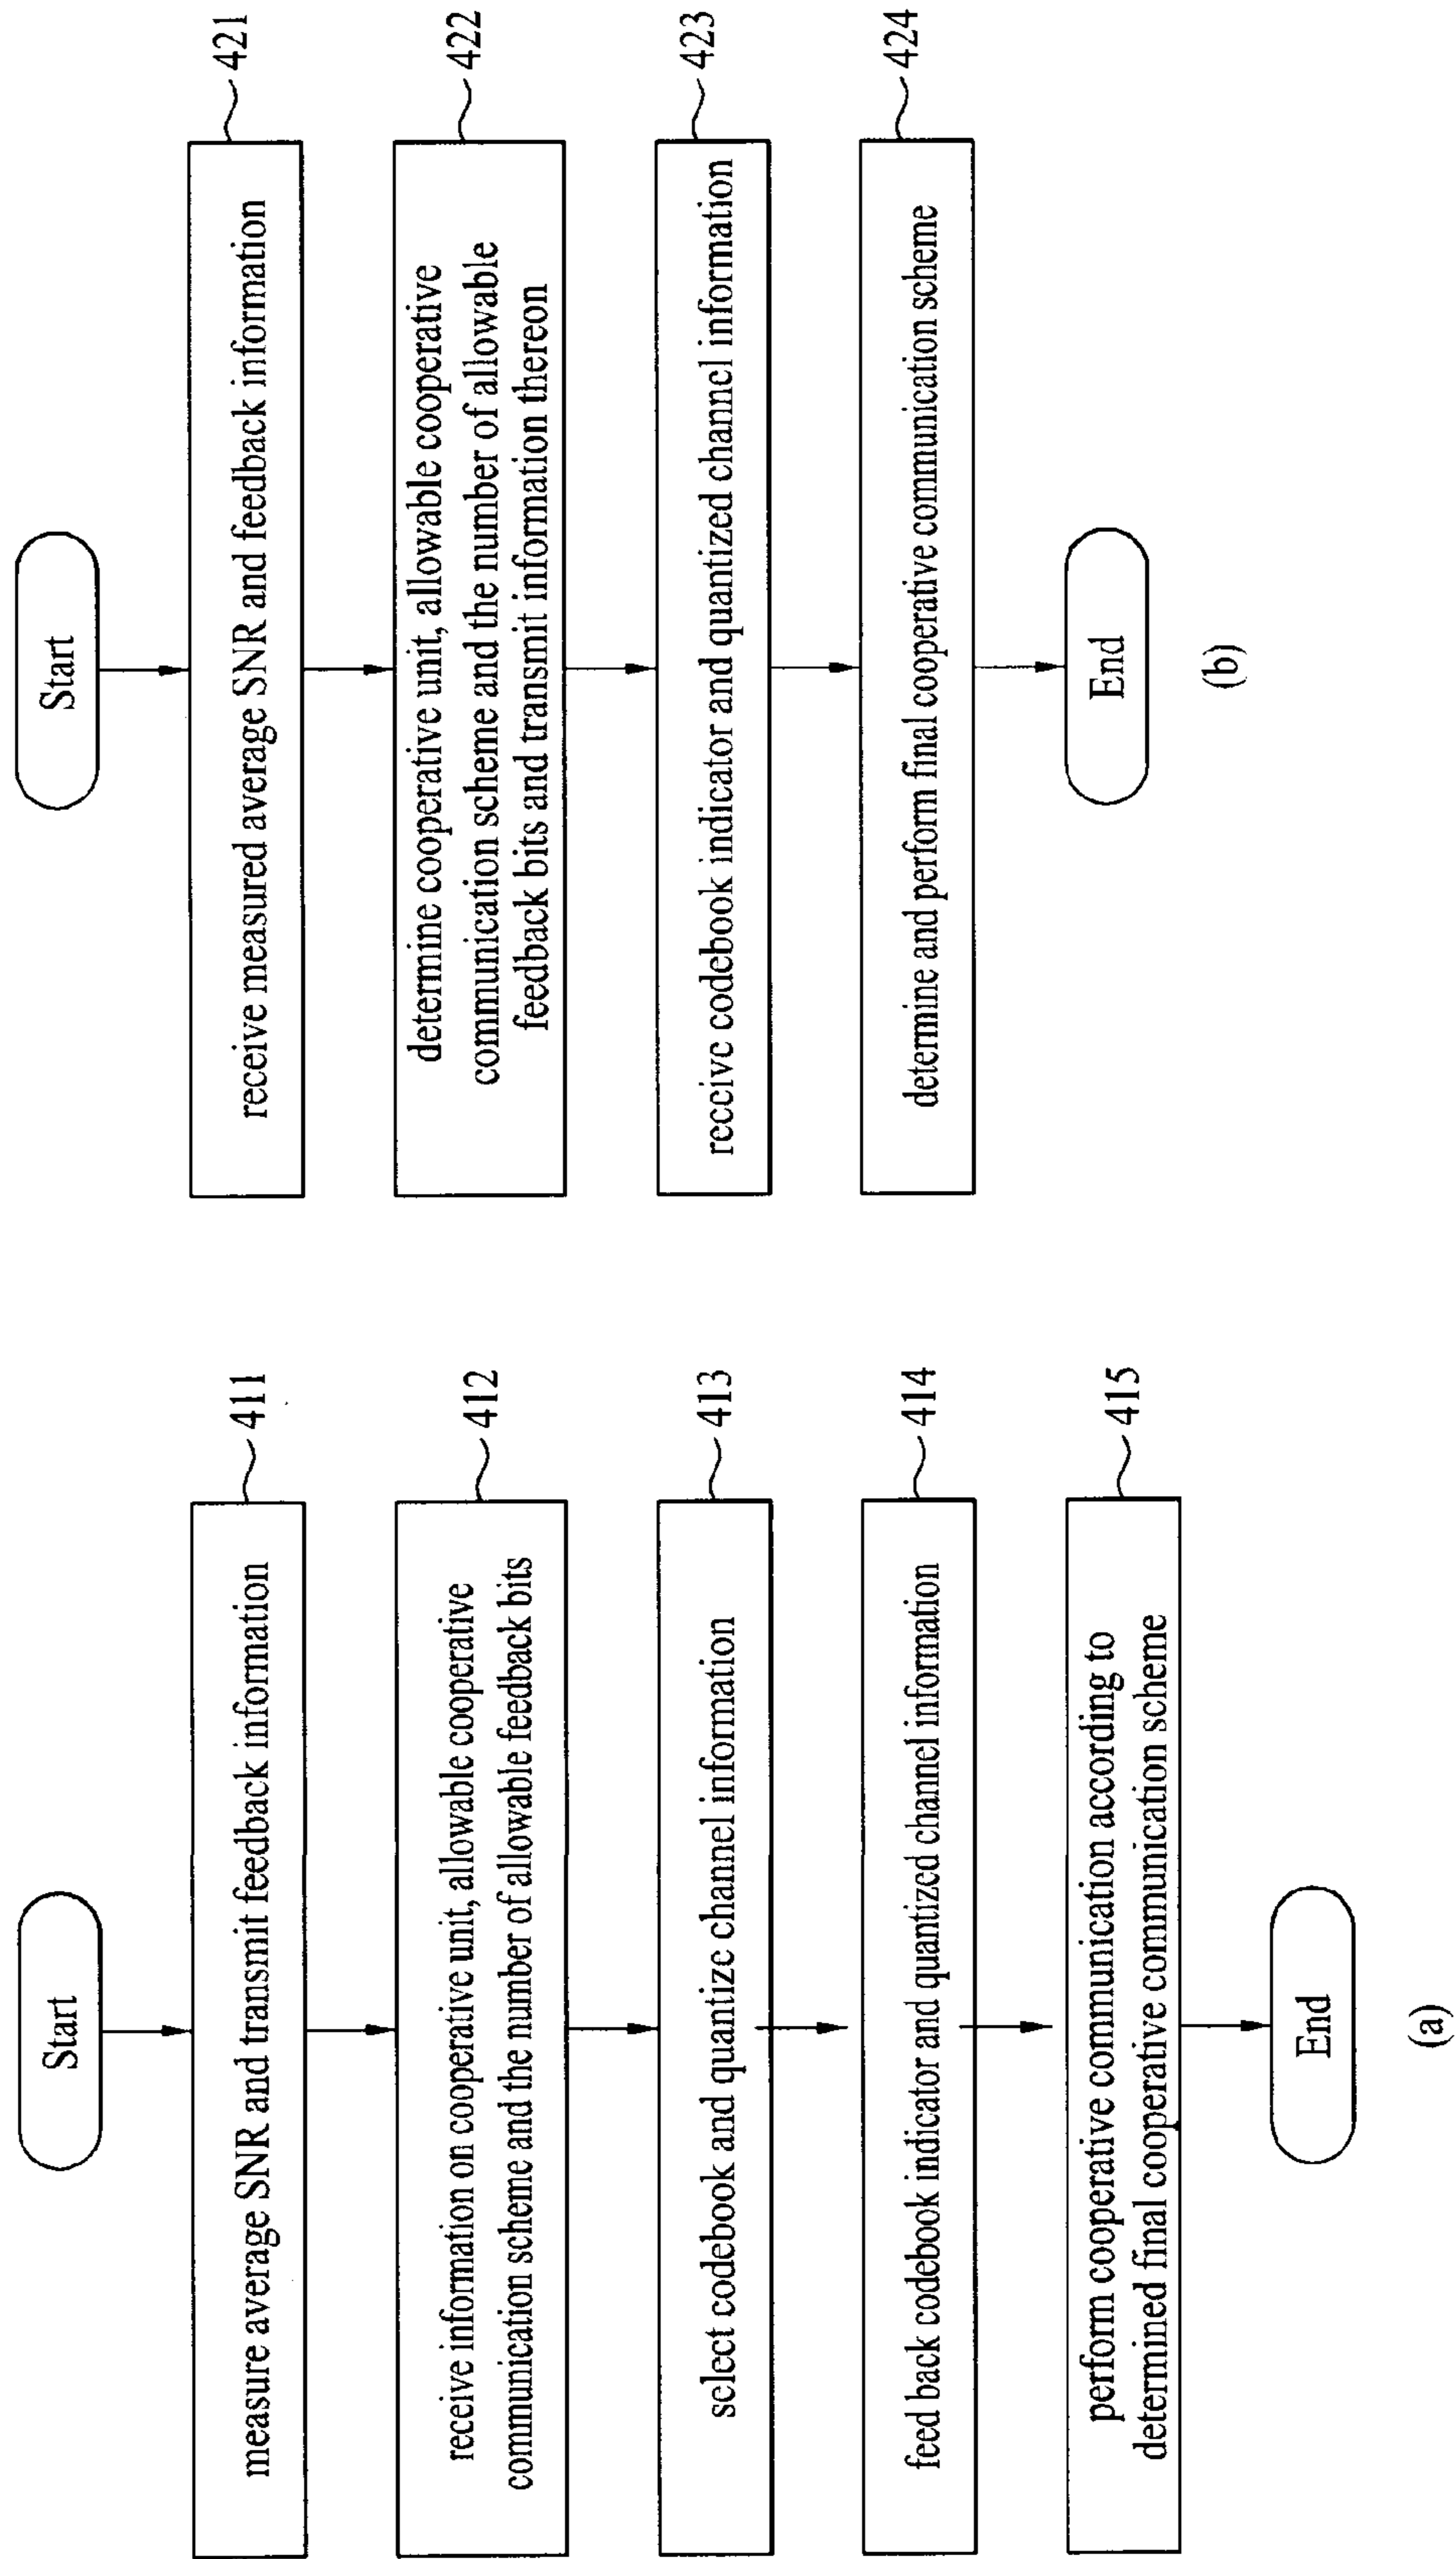 Start
measure average SNR and transmit feedback information
411
receive information on cooperative unit, allowable cooperative
communication scheme and the number of allowable feedback bits
412
select codebook and quantize channel information
413
feed back codebook indicator and quantized channel information
414
perform cooperative communication according to
determined final cooperative communication scheme
415
End
(a)
Start
receive measured average SNR and feedback information
421
determine cooperative unit, allowable cooperative
communication scheme and the number of allowable
feedback bits and transmit information thereon
422
receive codebook indicator and quantized channel information
423
determine and perform final cooperative communication scheme
424
End
(b)